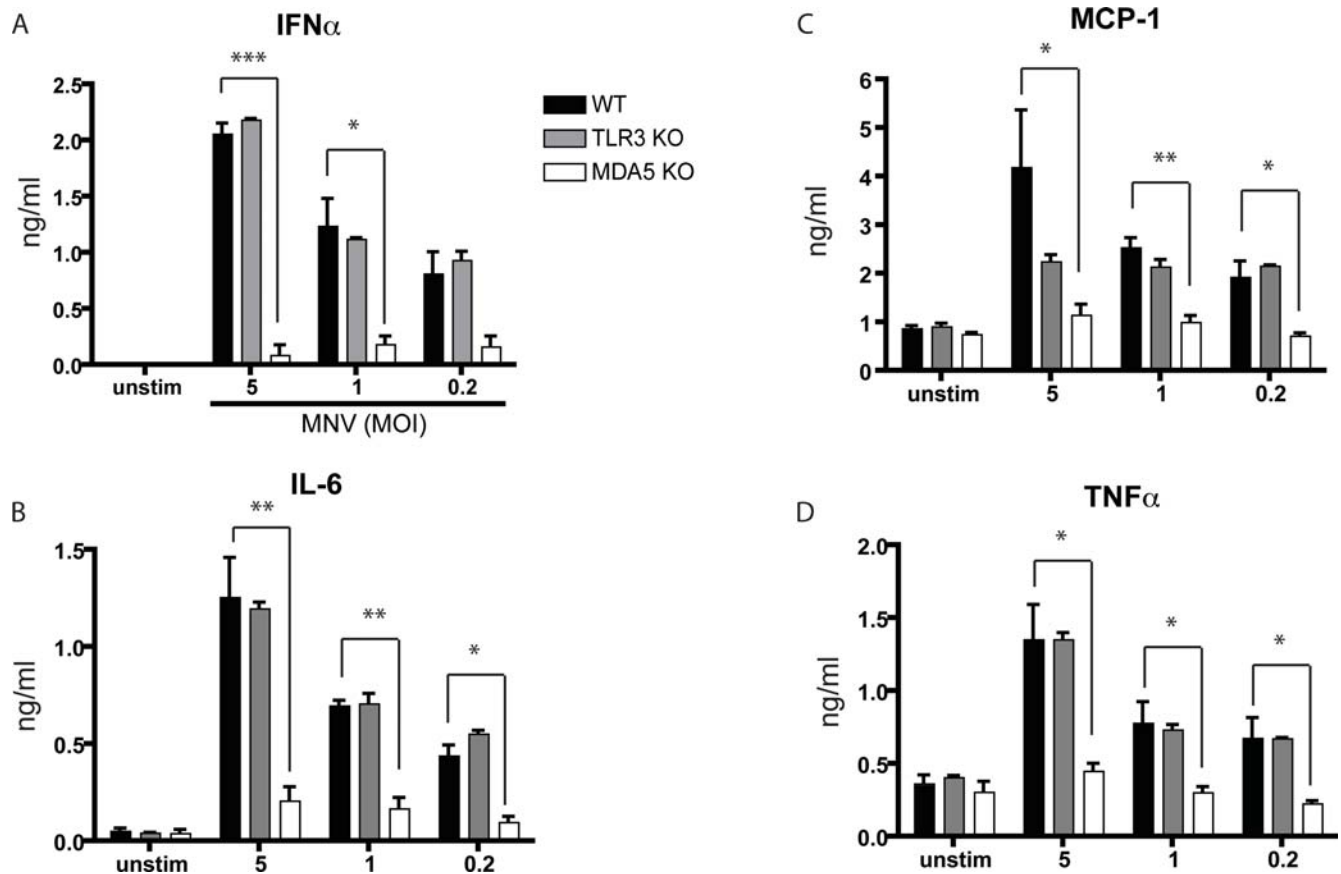 A
IFNα
***
*
2.5
2.0
1.5
1.0
0.5
0.0
ng/ml
unstim 5 1 0.2
MNV (MOI)
WT
TLR3 KO
MDA5 KO
C
MCP-1
*
**
*
6
5
4
3
2
1
0
ng/ml
unstim 5 1 0.2
B
IL-6
**
**
*
1.5
1.0
0.5
0.0
ng/ml
unstim 5 1 0.2
D
TNFα
*
*
*
2.0
1.5
1.0
0.5
0.0
ng/ml
unstim 5 1 0.2